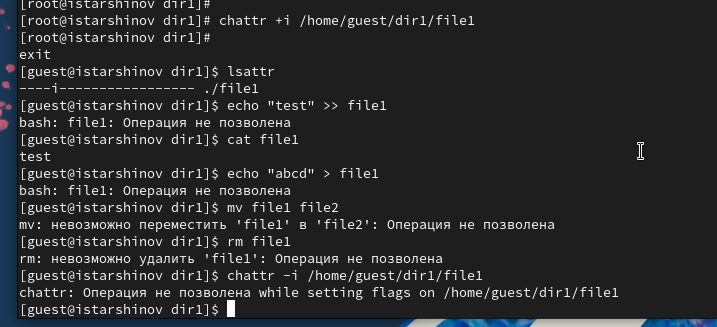 [root@istarshinov dir1]#
[root@istarshinov dir1]# chattr +i /home/guest/dir1/file1
[root@istarshinov dir1]#
exit
[guest@istarshinov dir1]$ lsattr
----i----------------- ./file1
[guest@istarshinov dir1]$ echo "test" >> file1
bash: file1: Операция не позволена
[guest@istarshinov dir1]$ cat file1
test
[guest@istarshinov dir1]$ echo "abcd" > file1
bash: file1: Операция не позволена
[guest@istarshinov dir1]$ mv file1 file2
mv: невозможно переместить 'file1' в 'file2': Операция не позволена
[guest@istarshinov dir1]$ rm file1
rm: невозможно удалить 'file1': Операция не позволена
[guest@istarshinov dir1]$ chattr -i /home/guest/dir1/file1
chattr: Операция не позволена while setting flags on /home/guest/dir1/file1
[guest@istarshinov dir1]$